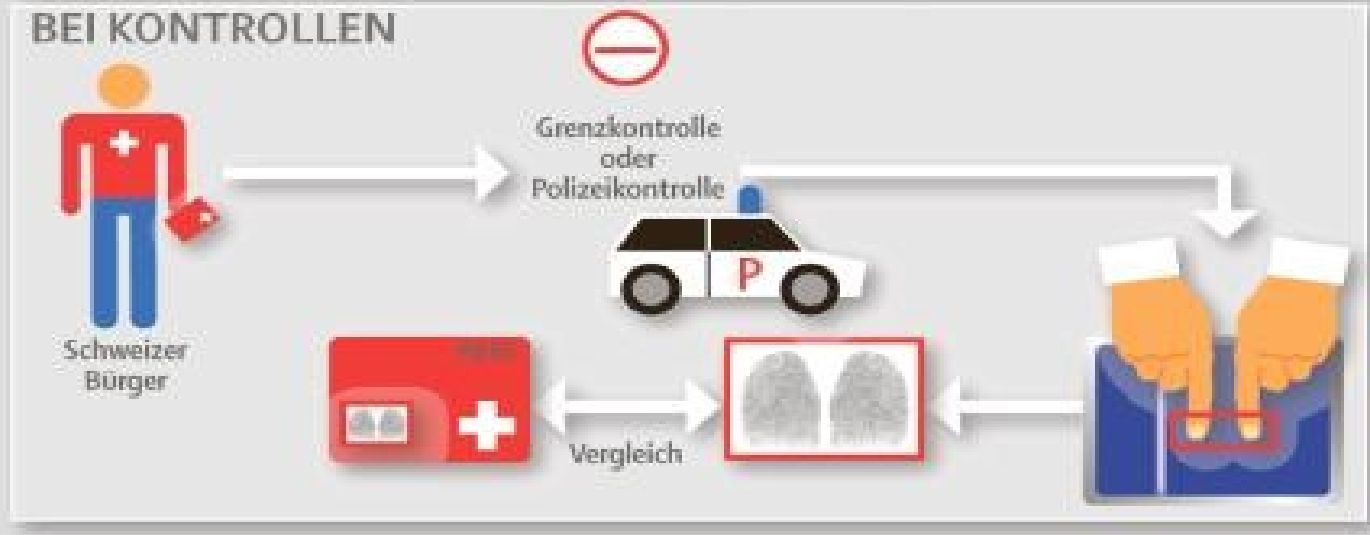 BEI KONTROLLEN
Grenzkontrolle
oder
Polizeikontrolle
P
Schweizer
Bürger
Vergleich